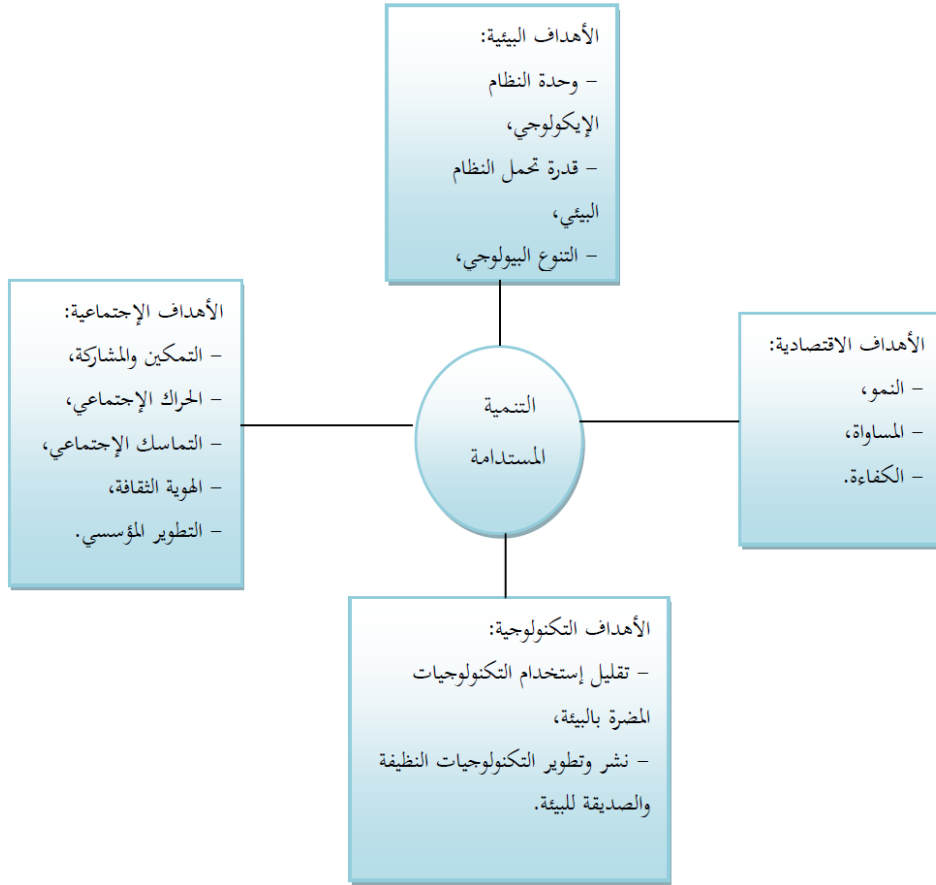 الأهداف البيئية:
– وحدة النظام
الإيكولوجي،
– قدرة تحمل النظام
البيئي،
– التنوع البيولوجي،
الأهداف الاقتصادية:
– النمو،
– المساواة،
– الكفاءة.
التنمية
المستدامة
الأهداف الإجتماعية:
– التمكين والمشاركة،
– الحراك الإجتماعي،
– التماسك الإجتماعي،
– الهوية الثقافة،
– التطوير المؤسسي.
الأهداف التكنولوجية:
– تقليل إستخدام التكنولوجيات
المضرة بالبيئة،
– نشر وتطوير التكنولوجيات النظيفة
والصديقة للبيئة.